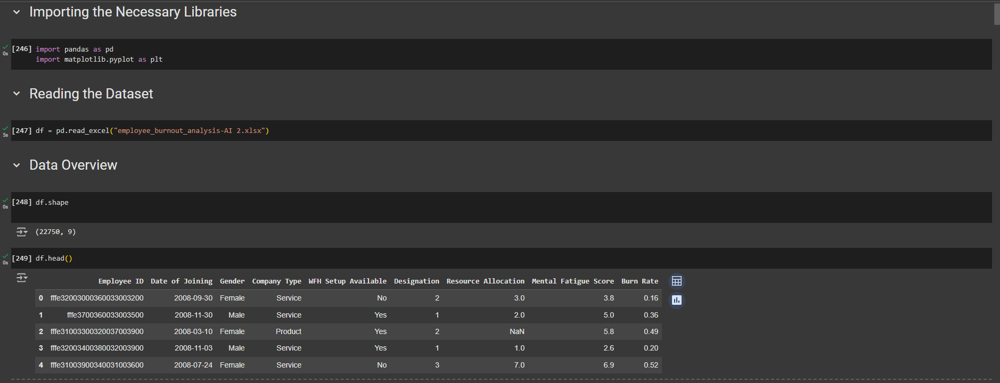 Importing the Necessary Libraries
0s
[246] import pandas as pd
import matplotlib.pyplot as plt
Reading the Dataset
5s
[247] df = pd.read_excel("employee_burnout_analysis-AI 2.xlsx")
Data Overview
0s
[248] df.shape
(22750, 9)
0s
[249] df.head()
Employee ID Date of Joining Gender Company Type WFH Setup Available Designation Resource Allocation Mental Fatigue Score Burn Rate
0 fffe32003000360033003200 2008-09-30 Female Service No 2 3.0 3.8 0.16
1 fffe3700360033003500 2008-11-30 Male Service Yes 1 2.0 5.0 0.36
2 fffe31003300320037003900 2008-03-10 Female Product Yes 2 NaN 5.8 0.49
3 fffe32003400380032003900 2008-11-03 Male Service Yes 1 1.0 2.6 0.20
4 fffe31003900340031003600 2008-07-24 Female Service No 3 7.0 6.9 0.52